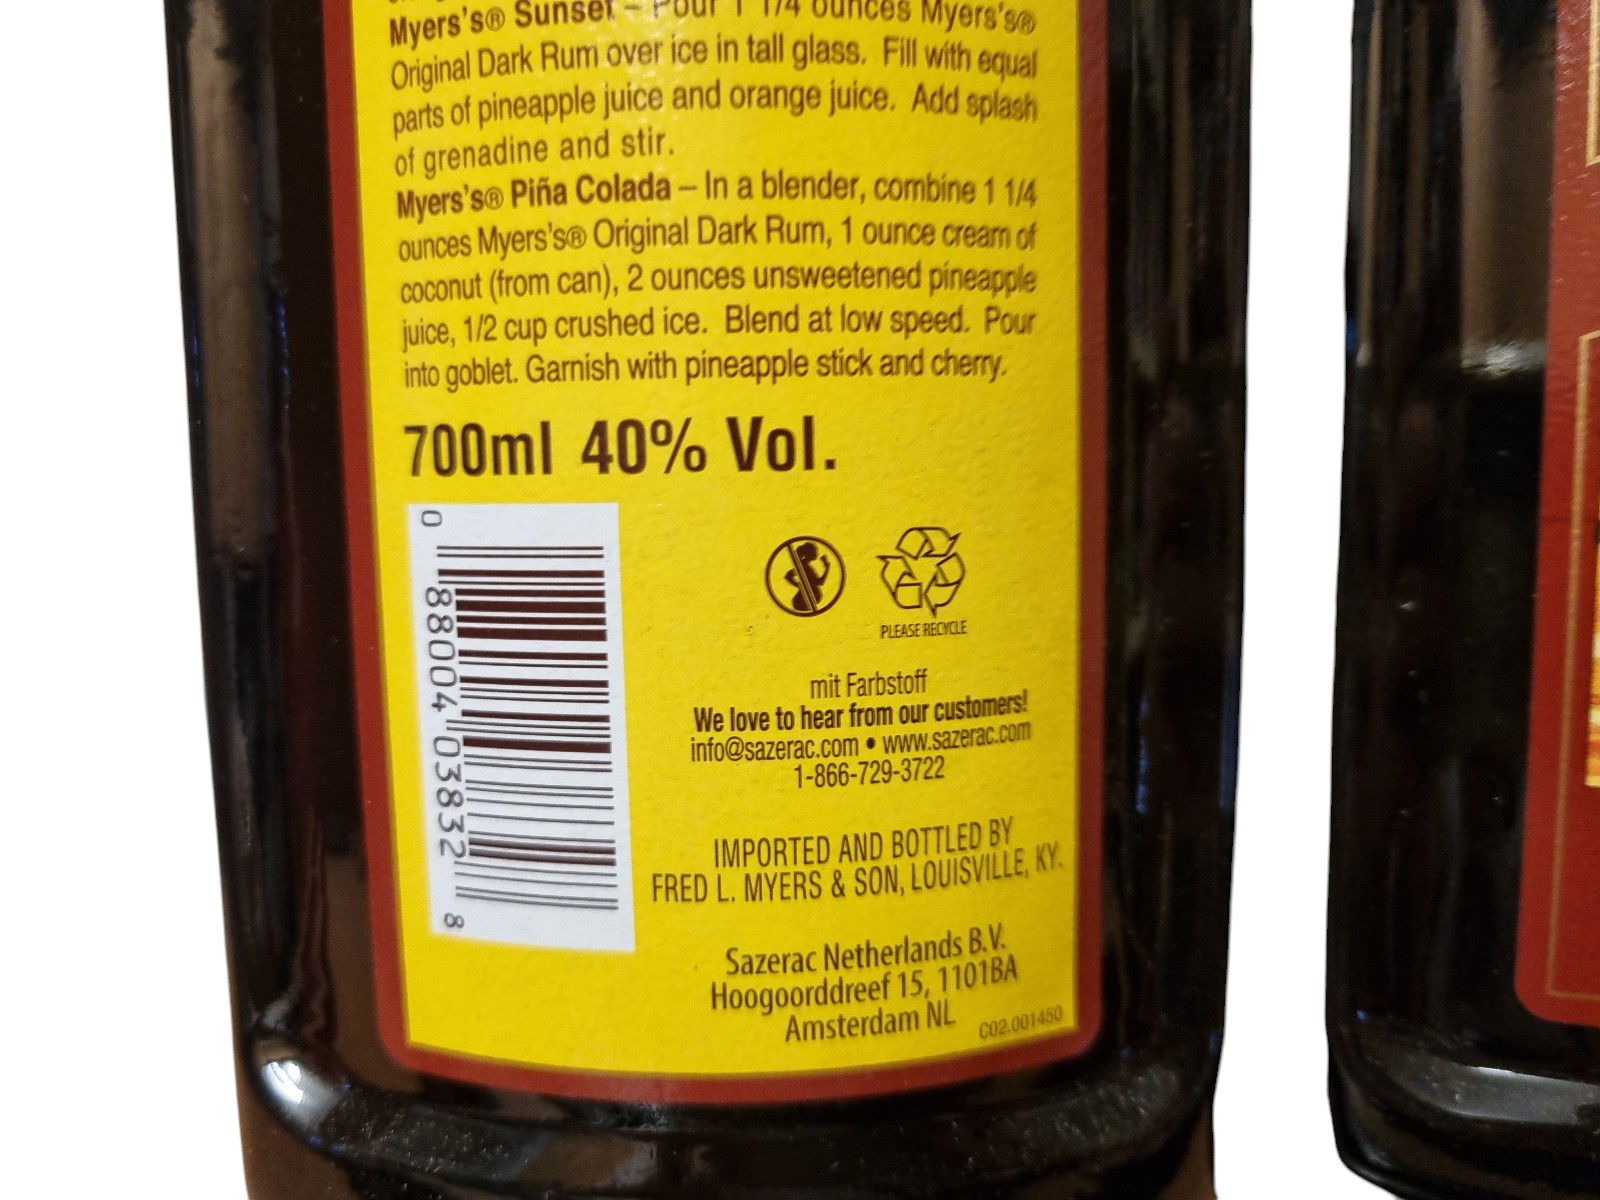 Myers's® Sunset – Pour 1 1/4 ounces Myers's®
Original Dark Rum over ice in tall glass. Fill with equal
parts of pineapple juice and orange juice. Add splash
of grenadine and stir.
Myers's® Piña Colada – In a blender, combine 1 1/4
ounces Myers's® Original Dark Rum, 1 ounce cream of
coconut (from can), 2 ounces unsweetened pineapple
juice, 1/2 cup crushed ice. Blend at low speed. Pour
into goblet. Garnish with pineapple stick and cherry.
700ml 40% Vol.
0 88004 03832 8
PLEASE RECYCLE
mit Farbstoff
We love to hear from our customers!
info@sazerac.com • www.sazerac.com
1-866-729-3722
IMPORTED AND BOTTLED BY
FRED L. MYERS & SON, LOUISVILLE, KY.
Sazerac Netherlands B.V.
Hoogoorddreef 15, 1101BA
Amsterdam NL
C02.001450